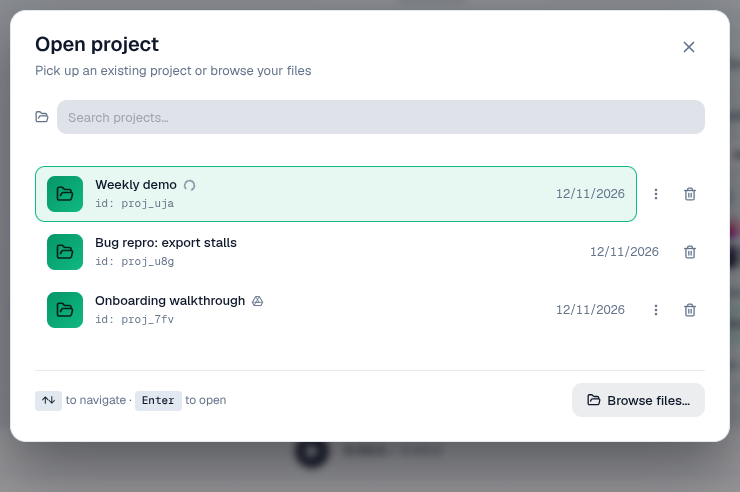 Open project
Pick up an existing project or browse your files
Search projects...
Weekly demo
id: proj_uja
12/11/2026
Bug repro: export stalls
id: proj_u8g
12/11/2026
Onboarding walkthrough
id: proj_7fv
12/11/2026
↑↓ to navigate · Enter to open
Browse files...